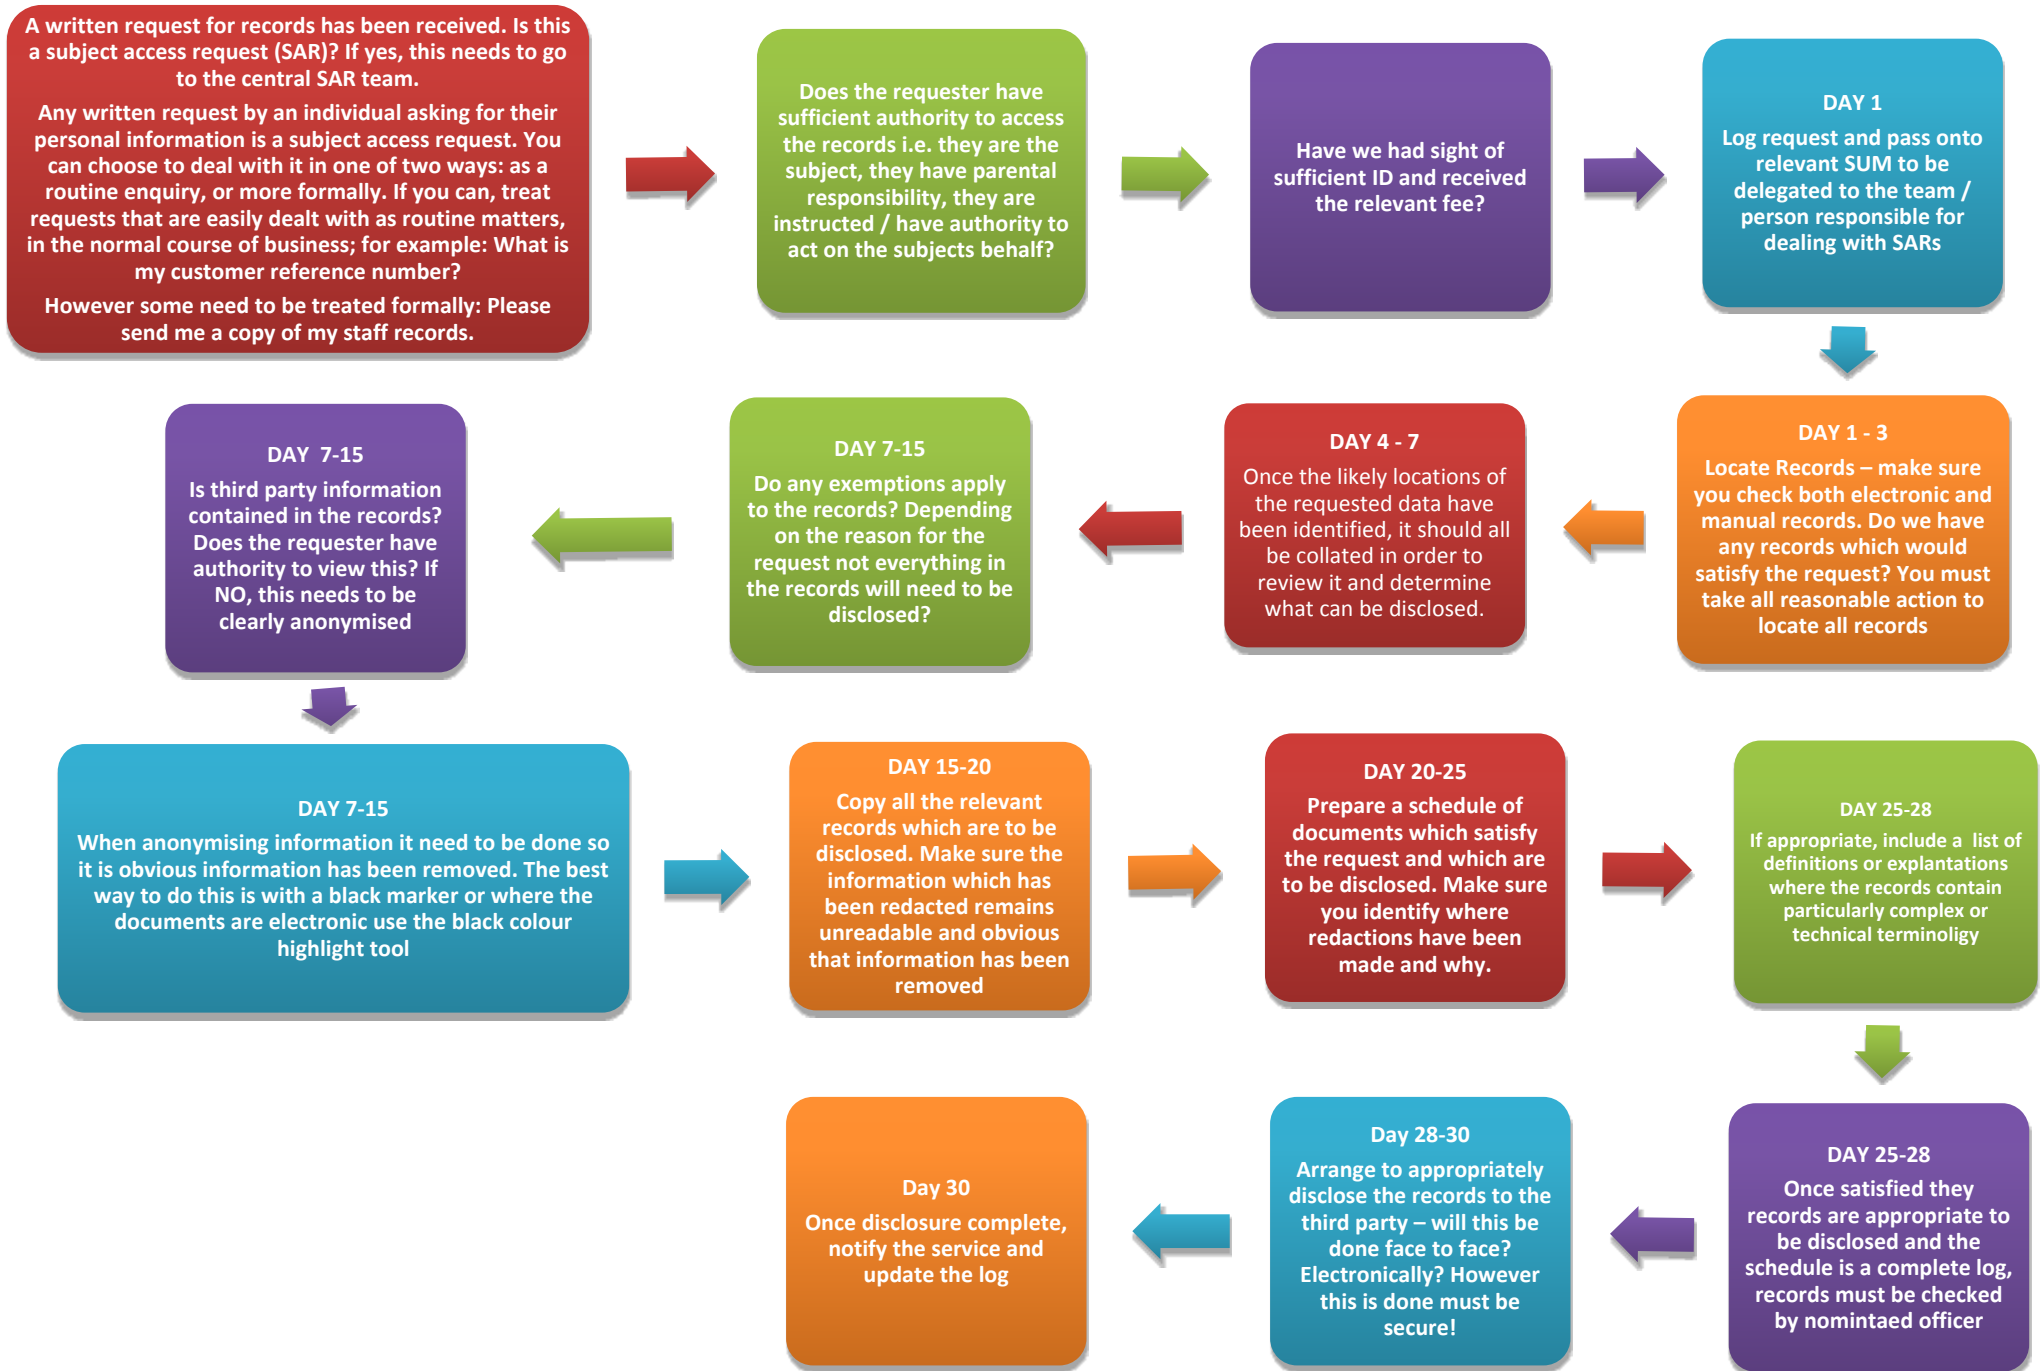 A written request for records has been received. Is this
a subject access request (SAR)? If yes, this needs to go
to the central SAR team.
Any written request by an individual asking for their
personal information is a subject access request. You
can choose to deal with it in one of two ways: as a
routine enquiry, or more formally. If you can, treat
requests that are easily dealt with as routine matters,
in the normal course of business; for example: What is
my customer reference number?
However some need to be treated formally: Please
send me a copy of my staff records.
Does the requester have
sufficient authority to access
the records i.e. they are the
subject, they have parental
responsibility, they are
instructed / have authority to
act on the subjects behalf?
Have we had sight of
sufficient ID and received
the relevant fee?
DAY 1
Log request and pass onto
relevant SUM to be
delegated to the team /
person responsible for
dealing with SARs
DAY 1 - 3
Locate Records – make sure
you check both electronic and
manual records. Do we have
any records which would
satisfy the request? You must
take all reasonable action to
locate all records
DAY 4 - 7
Once the likely locations of
the requested data have
been identified, it should all
be collated in order to
review it and determine
what can be disclosed.
DAY 7-15
Do any exemptions apply
to the records? Depending
on the reason for the
request not everything in
the records will need to be
disclosed?
DAY 7-15
Is third party information
contained in the records?
Does the requester have
authority to view this? If
NO, this needs to be
clearly anonymised
DAY 7-15
When anonymising information it need to be done so
it is obvious information has been removed. The best
way to do this is with a black marker or where the
documents are electronic use the black colour
highlight tool
DAY 15-20
Copy all the relevant
records which are to be
disclosed. Make sure the
information which has
been redacted remains
unreadable and obvious
that information has been
removed
DAY 20-25
Prepare a schedule of
documents which satisfy
the request and which are
to be disclosed. Make sure
you identify where
redactions have been
made and why.
DAY 25-28
If appropriate, include a list of
definitions or explantations
where the records contain
particularly complex or
technical terminoligy
DAY 25-28
Once satisfied they
records are appropriate to
be disclosed and the
schedule is a complete log,
records must be checked
by nomintaed officer
Day 28-30
Arrange to appropriately
disclose the records to the
third party – will this be
done face to face?
Electronically? However
this is done must be
secure!
Day 30
Once disclosure complete,
notify the service and
update the log